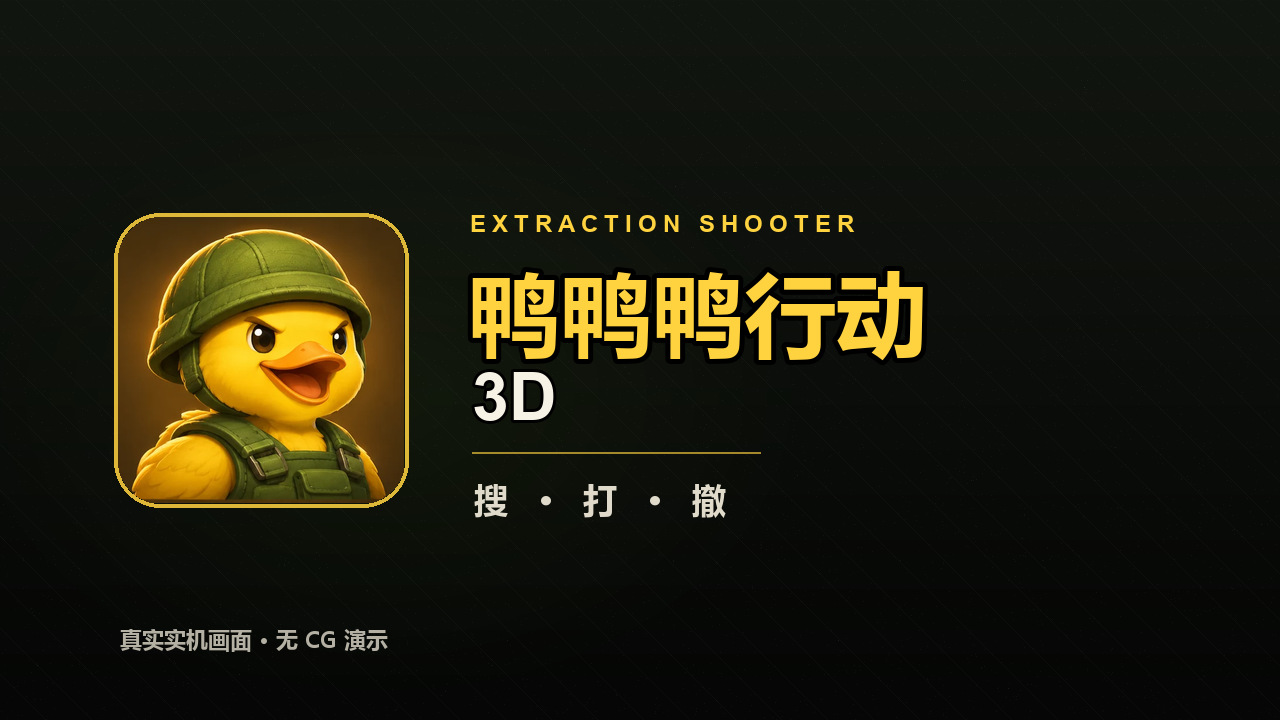 EXTRACTION SHOOTER
鸭鸭鸭行动
3D
搜 · 打 · 撤
真实实机画面 · 无 CG 演示